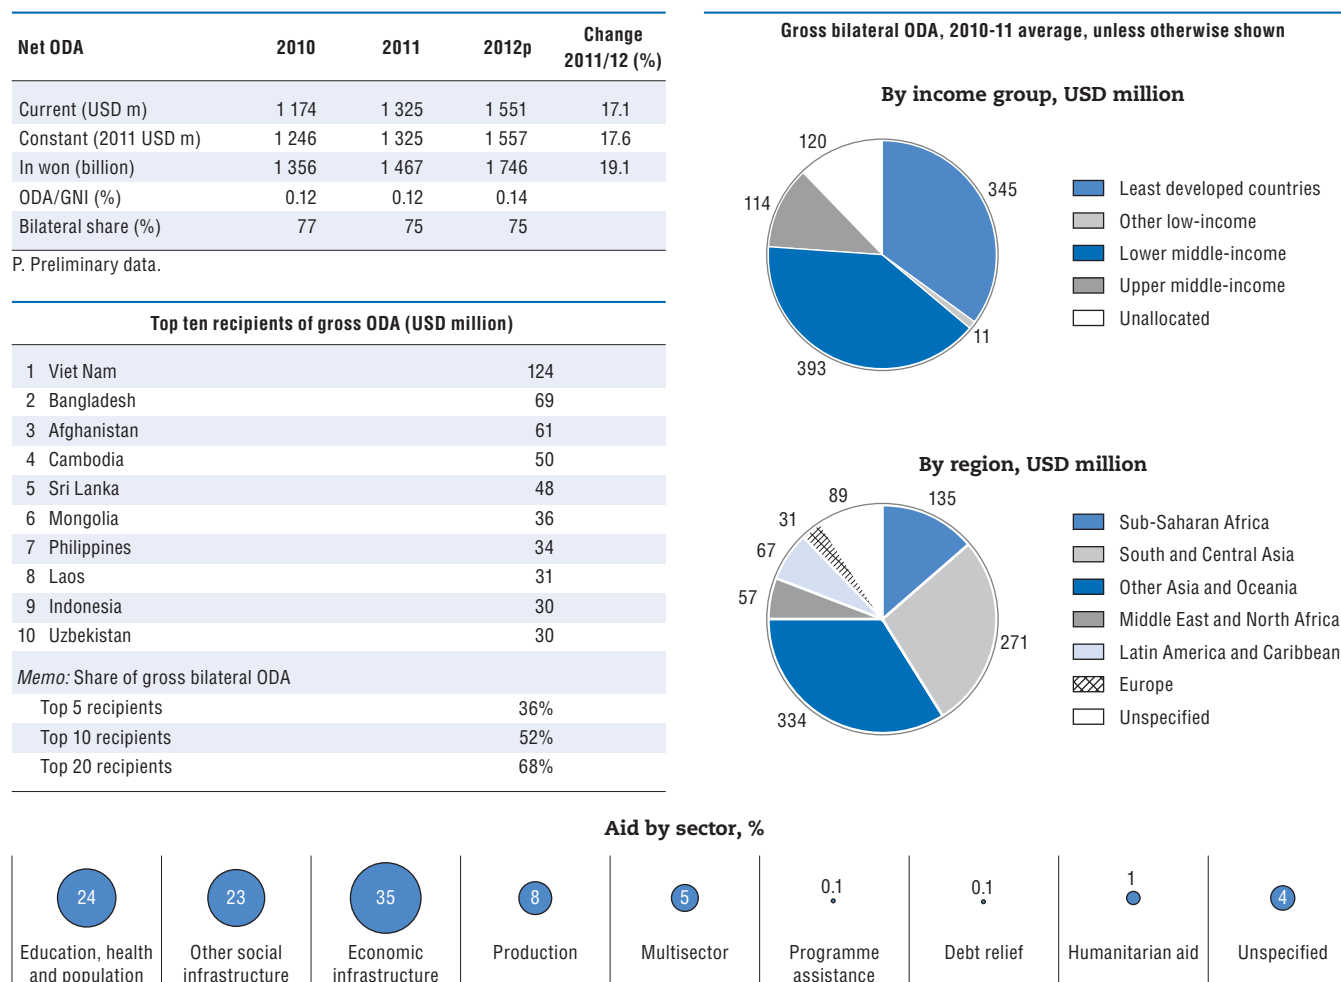 Net ODA 2010 2011 2012p Change 2011/12 (%)
Current (USD m) 1 174 1 325 1 551 17.1
Constant (2011 USD m) 1 246 1 325 1 557 17.6
In won (billion) 1 356 1 467 1 746 19.1
ODA/GNI (%) 0.12 0.12 0.14
Bilateral share (%) 77 75 75
P. Preliminary data.
Top ten recipients of gross ODA (USD million)
1 Viet Nam 124
2 Bangladesh 69
3 Afghanistan 61
4 Cambodia 50
5 Sri Lanka 48
6 Mongolia 36
7 Philippines 34
8 Laos 31
9 Indonesia 30
10 Uzbekistan 30
Memo: Share of gross bilateral ODA
Top 5 recipients 36%
Top 10 recipients 52%
Top 20 recipients 68%
Gross bilateral ODA, 2010-11 average, unless otherwise shown
By income group, USD million
120
345
114
11
393
Least developed countries
Other low-income
Lower middle-income
Upper middle-income
Unallocated
By region, USD million
89
135
31
67
57
271
334
Sub-Saharan Africa
South and Central Asia
Other Asia and Oceania
Middle East and North Africa
Latin America and Caribbean
Europe
Unspecified
Aid by sector, %
24 23 35 8 5 0.1 0.1 1 4
Education, health Other social Economic Production Multisector Programme Debt relief Humanitarian aid Unspecified
and population infrastructure infrastructure assistance